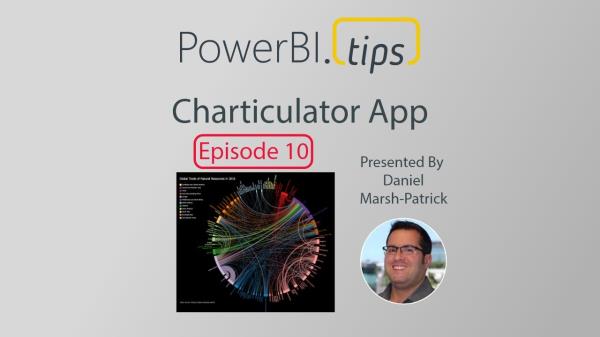 PowerBI.tips
Charticulator App
Episode 10
Presented By
Daniel
Marsh-Patrick
Global Trade of Natural Resources in 2018